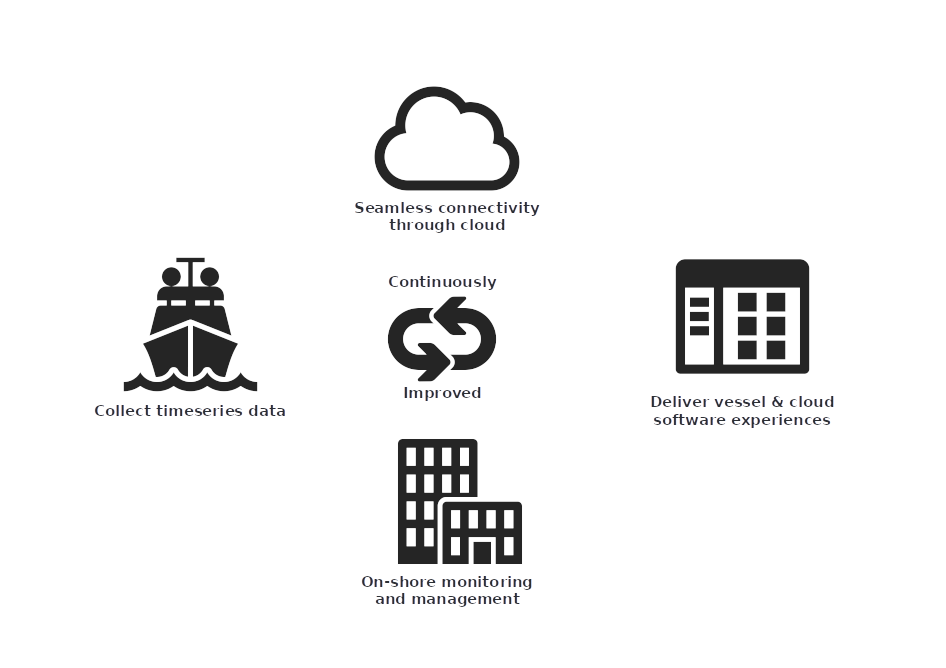 Seamless connectivity
through cloud
Continuously
Improved
Collect timeseries data
Deliver vessel & cloud
software experiences
On-shore monitoring
and management